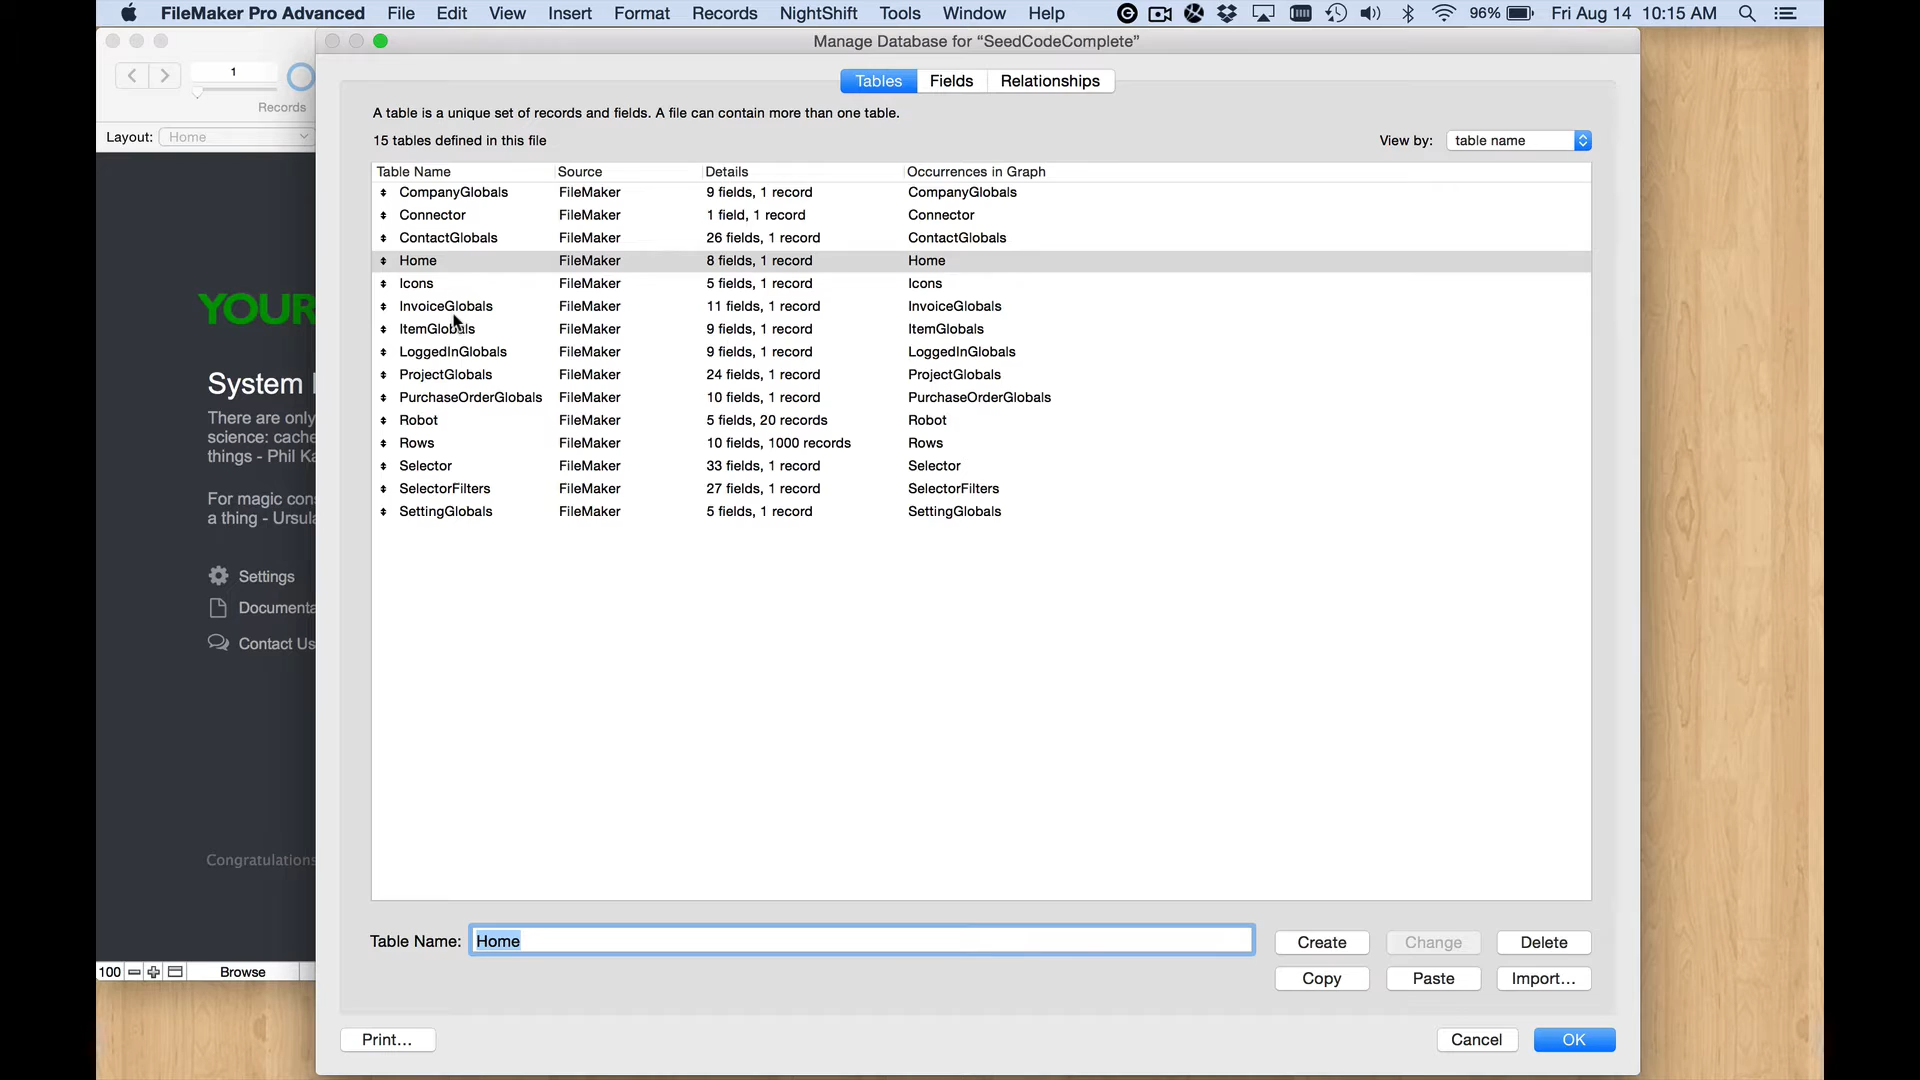 FileMaker Pro Advanced File Edit View Insert Format Records NightShift Tools Window Help 96% Fri Aug 14 10:15 AM
Manage Database for “SeedCodeComplete”
1
Records
Layout: Home
YOUR
System
There are only
science: cache
things - Phil Ka
For magic cons
a thing - Ursula
Settings
Documenta
Contact Us
Congratulations
100 Browse
Tables Fields Relationships
A table is a unique set of records and fields. A file can contain more than one table.
15 tables defined in this file View by: table name
Table Name Source Details Occurrences in Graph
CompanyGlobals FileMaker 9 fields, 1 record CompanyGlobals
Connector FileMaker 1 field, 1 record Connector
ContactGlobals FileMaker 26 fields, 1 record ContactGlobals
Home FileMaker 8 fields, 1 record Home
Icons FileMaker 5 fields, 1 record Icons
InvoiceGlobals FileMaker 11 fields, 1 record InvoiceGlobals
ItemGlobals FileMaker 9 fields, 1 record ItemGlobals
LoggedInGlobals FileMaker 9 fields, 1 record LoggedInGlobals
ProjectGlobals FileMaker 24 fields, 1 record ProjectGlobals
PurchaseOrderGlobals FileMaker 10 fields, 1 record PurchaseOrderGlobals
Robot FileMaker 5 fields, 20 records Robot
Rows FileMaker 10 fields, 1000 records Rows
Selector FileMaker 33 fields, 1 record Selector
SelectorFilters FileMaker 27 fields, 1 record SelectorFilters
SettingGlobals FileMaker 5 fields, 1 record SettingGlobals
Table Name: Home
Create Change Delete
Copy Paste Import...
Print... Cancel OK